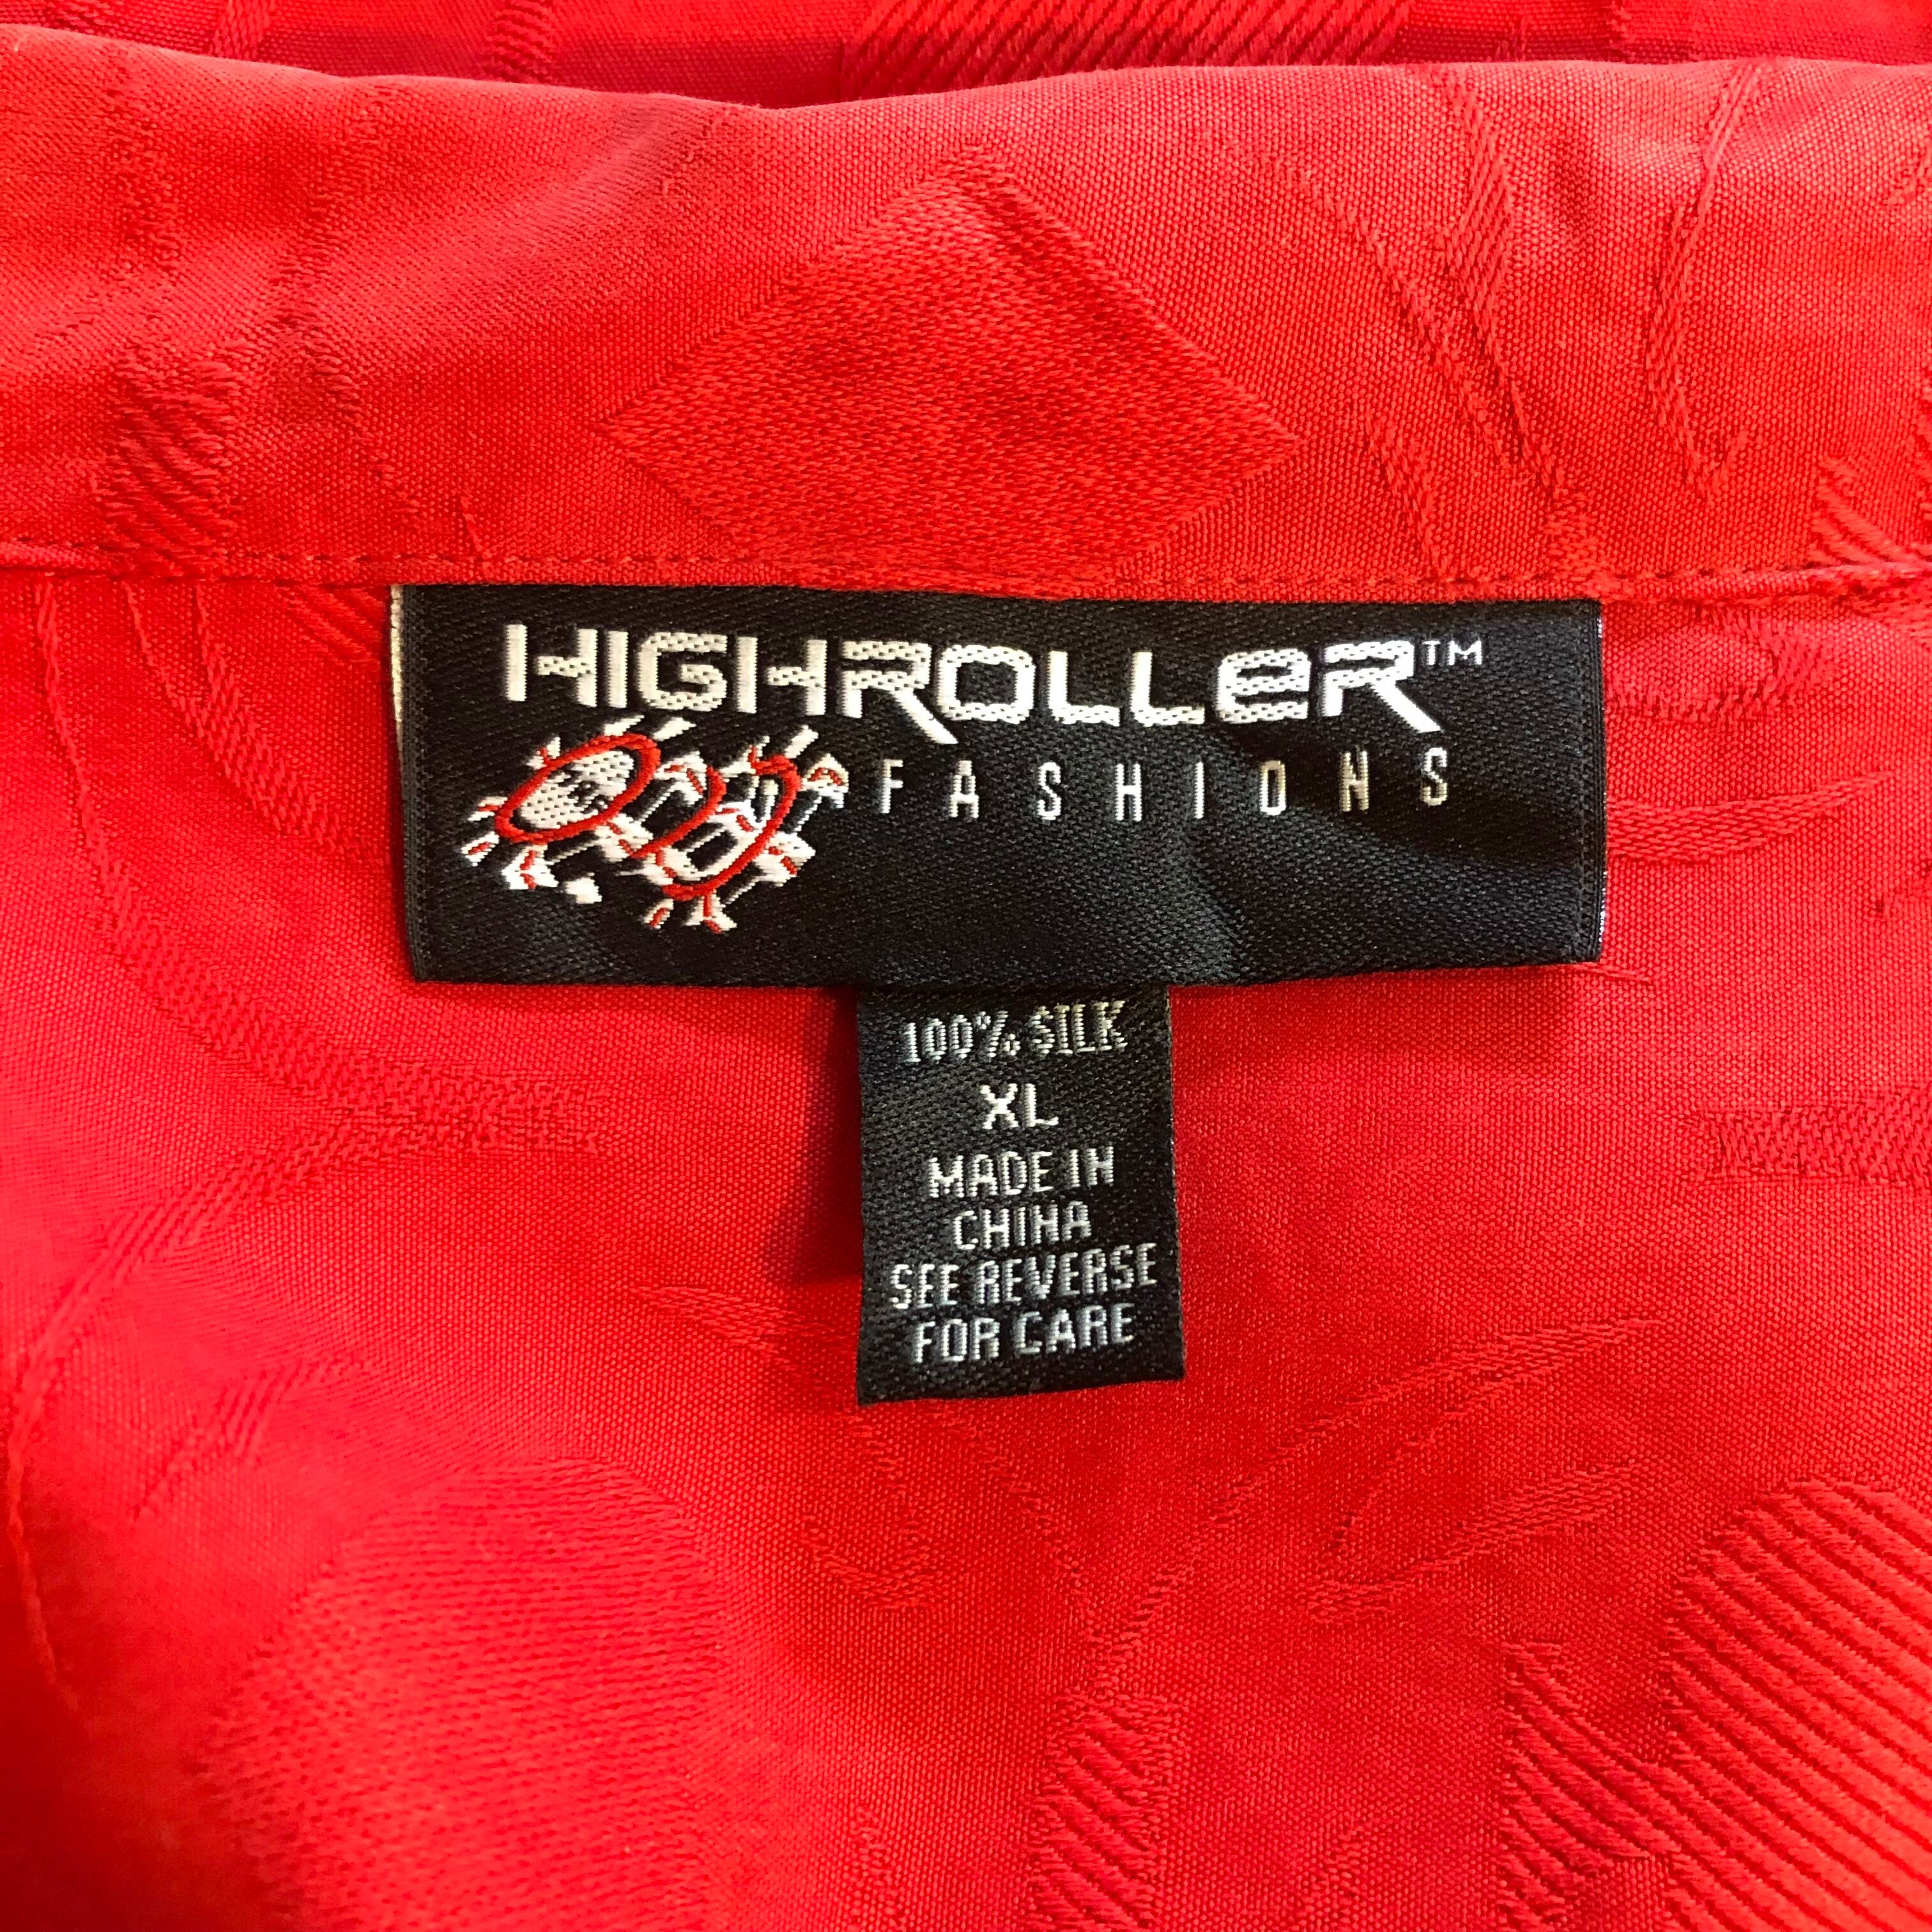 HIGHROLLeR™
FASHIONS
100% SILK
XL
MADE IN
CHINA
SEE REVERSE
FOR CARE